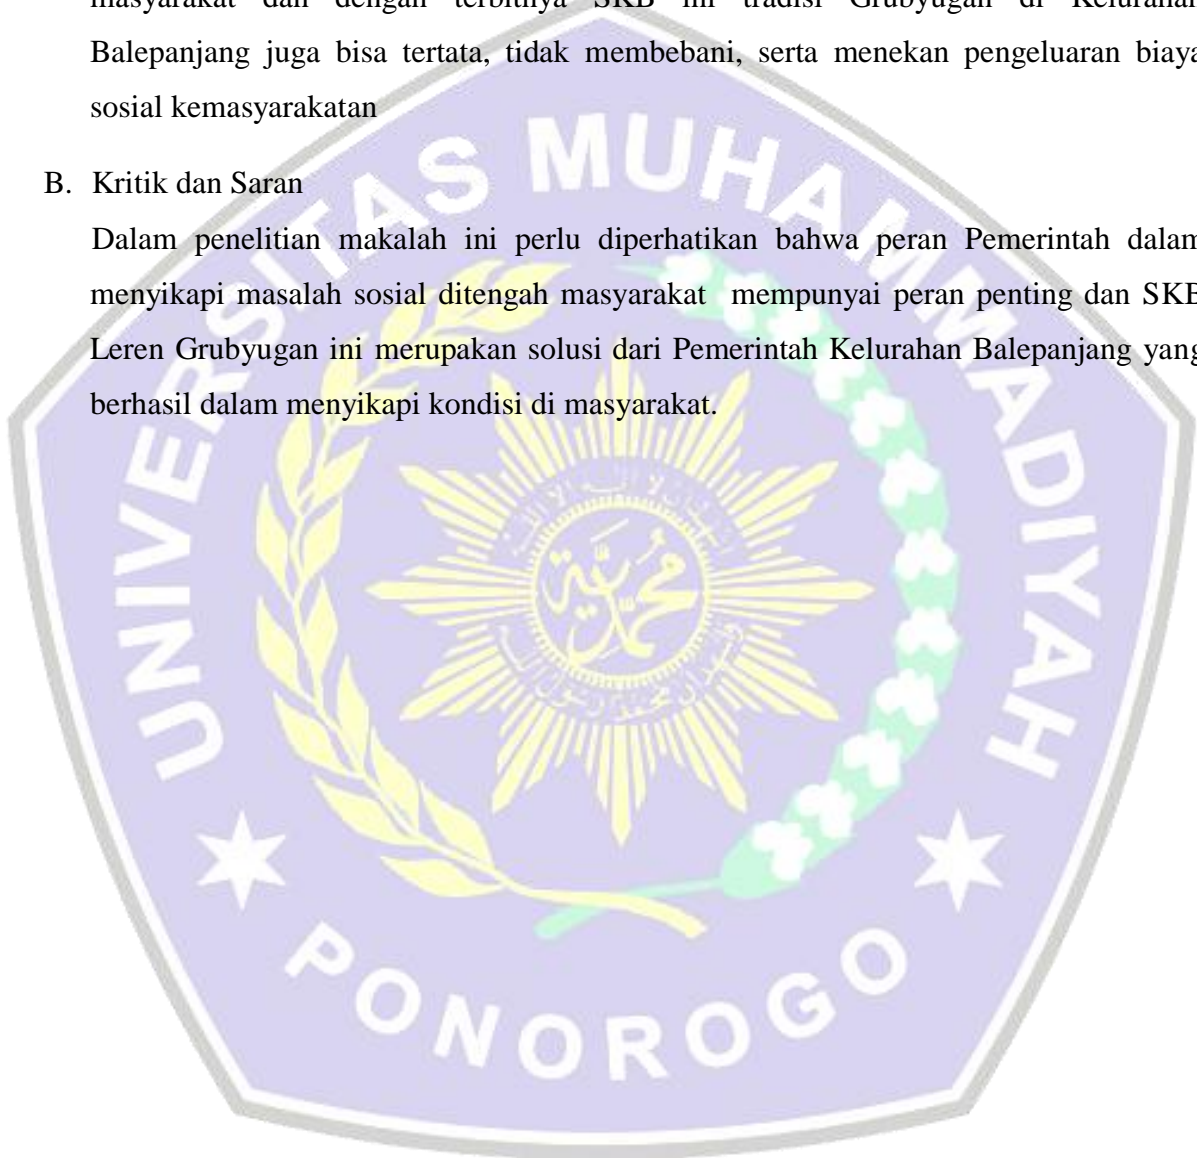 masyarakat dan dengan terbitnya SKB ini tradisi Grubyugan di Kelurahan
Balepanjang juga bisa tertata, tidak membebani, serta menekan pengeluaran biaya
sosial kemasyarakatan
B. Kritik dan Saran
Dalam penelitian makalah ini perlu diperhatikan bahwa peran Pemerintah dalam
menyikapi masalah sosial ditengah masyarakat mempunyai peran penting dan SKB
Leren Grubyugan ini merupakan solusi dari Pemerintah Kelurahan Balepanjang yang
berhasil dalam menyikapi kondisi di masyarakat.
UNIVERSITAS MUHAMMADIYAH
محمدية
PONOROGO